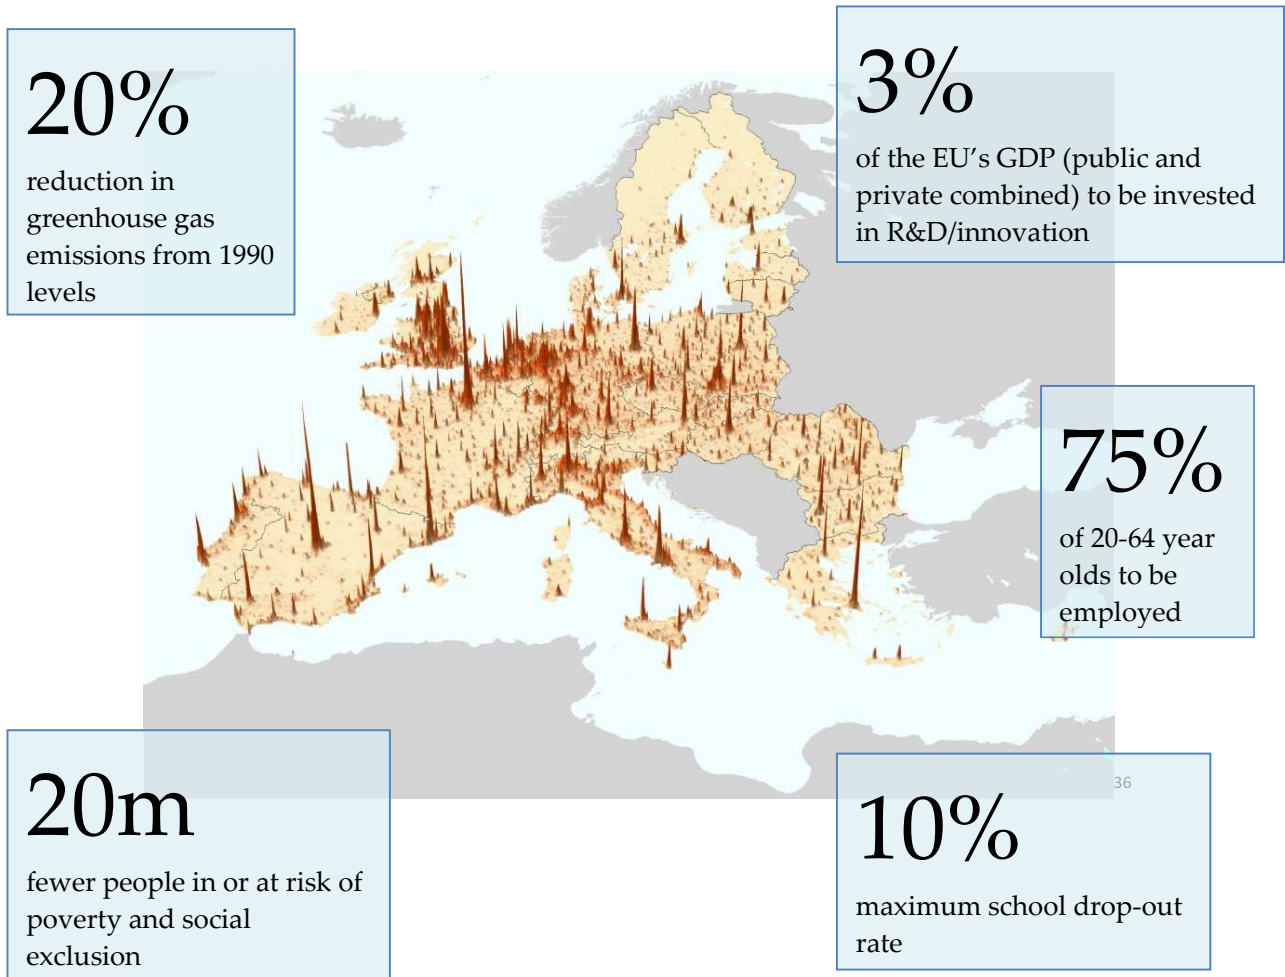 20%
reduction in
greenhouse gas
emissions from 1990
levels
3%
of the EU's GDP (public and
private combined) to be invested
in R&D/innovation
75%
of 20-64 year
olds to be
employed
20m
fewer people in or at risk of
poverty and social
exclusion
36
10%
maximum school drop-out
rate